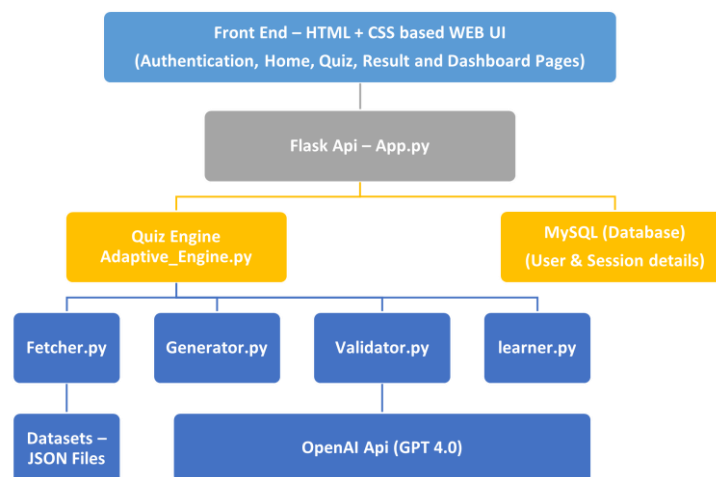 Front End – HTML + CSS based WEB UI
(Authentication, Home, Quiz, Result and Dashboard Pages)
Flask Api – App.py
Quiz Engine
Adaptive_Engine.py
MySQL (Database)
(User & Session details)
Fetcher.py
Generator.py
Validator.py
learner.py
Datasets –
JSON Files
OpenAI Api (GPT 4.0)